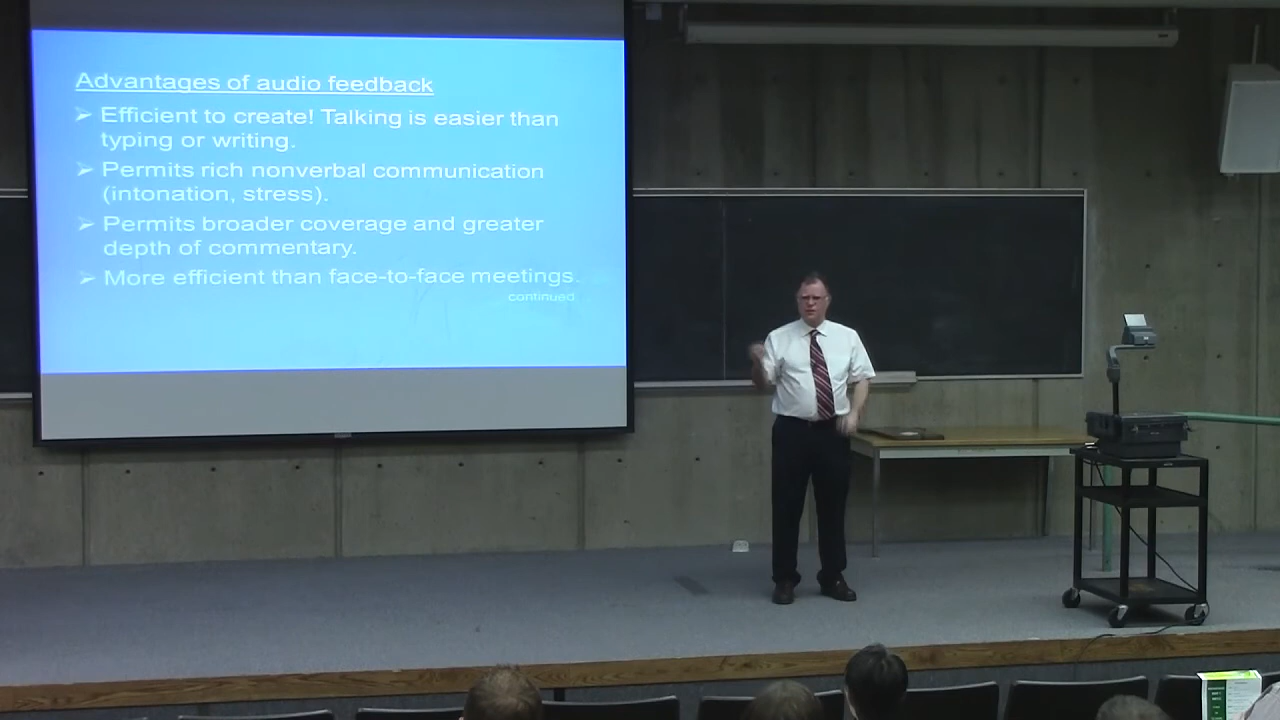 Advantages of audio feedback
➢ Efficient to create! Talking is easier than
typing or writing.
➢ Permits rich nonverbal communication
(intonation, stress).
➢ Permits broader coverage and greater
depth of commentary.
➢ More efficient than face-to-face meetings.
continued